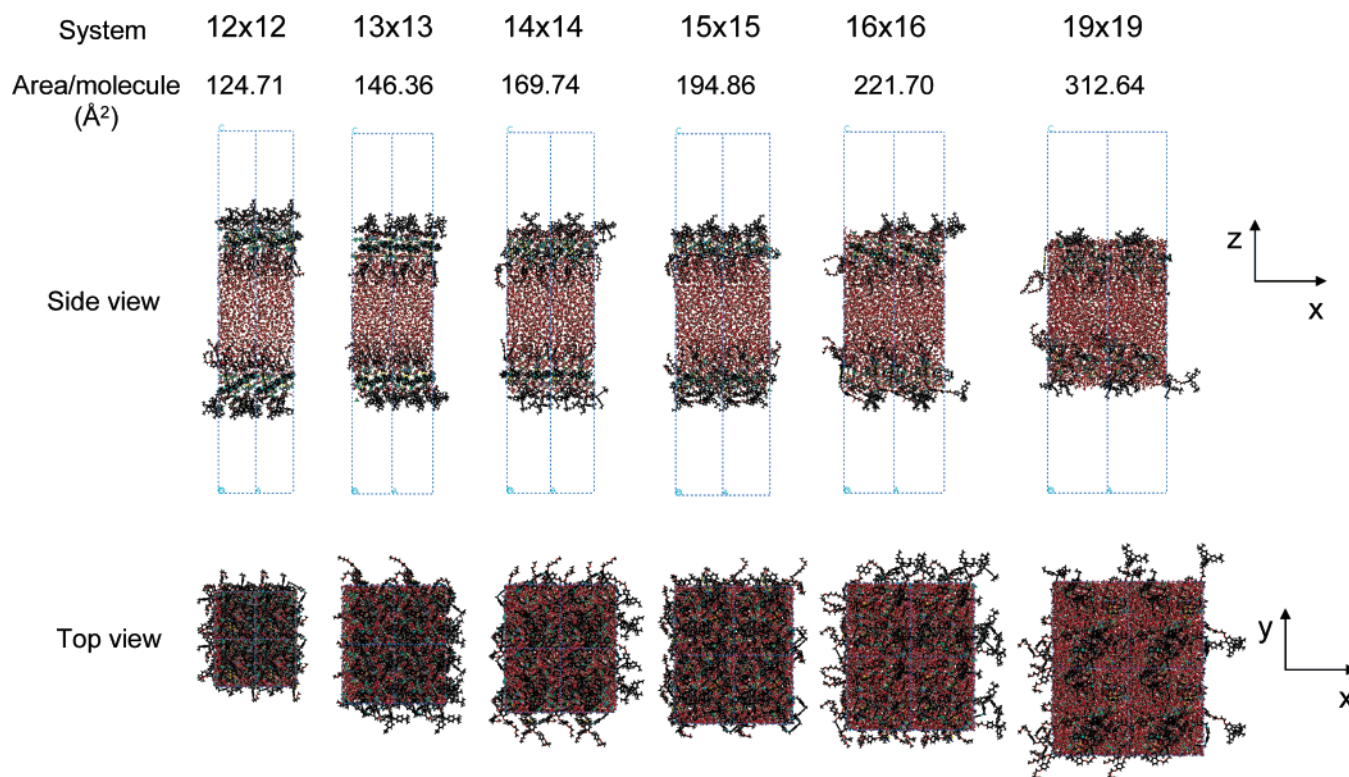 System 12x12 13x13 14x14 15x15 16x16 19x19
Area/molecule 124.71 146.36 169.74 194.86 221.70 312.64
(Å²)
z
Side view
x
y
Top view
x